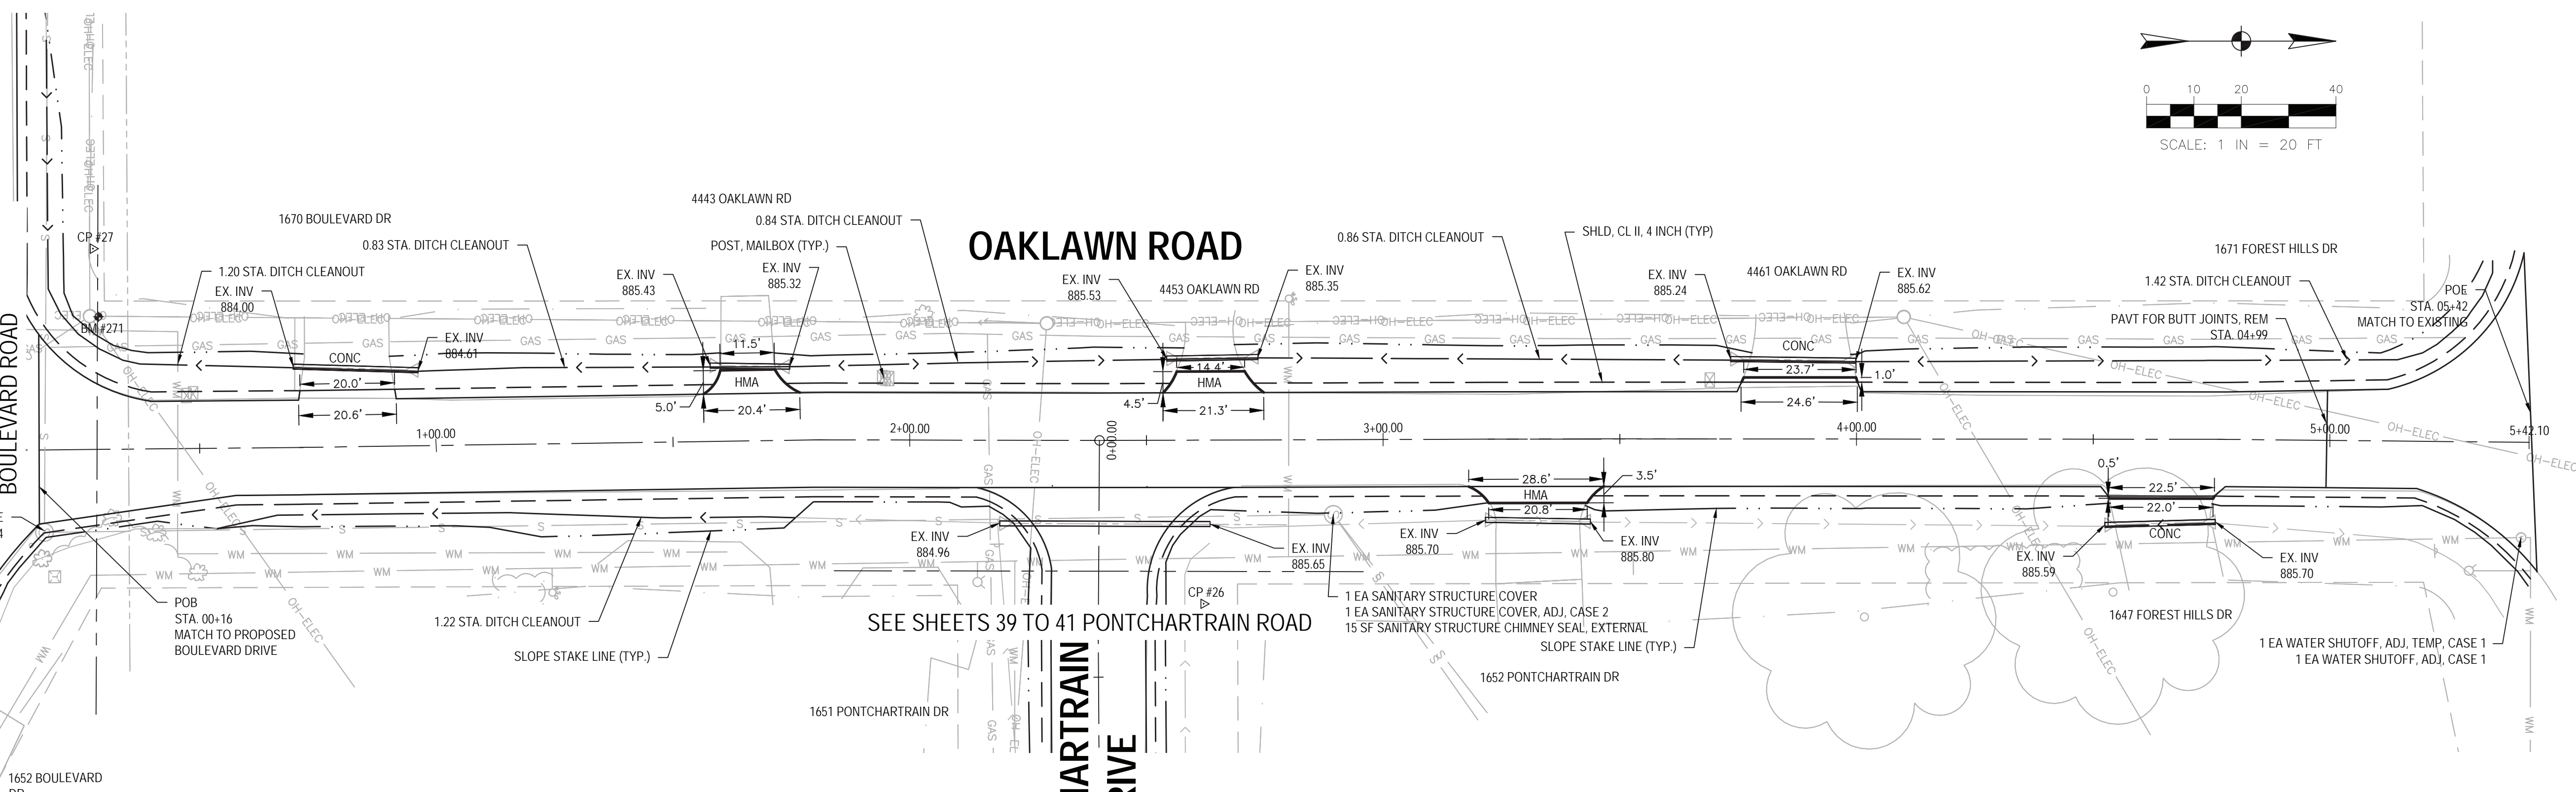 0 10 20 40
SCALE: 1 IN = 20 FT
OAKLAWN ROAD
BOULEVARD ROAD
CP #27
BM #271
1670 BOULEVARD DR
0.83 STA. DITCH CLEANOUT
1.20 STA. DITCH CLEANOUT
EX. INV
884.00
CONC
20.0'
20.6'
EX. INV
884.61
4443 OAKLAWN RD
0.84 STA. DITCH CLEANOUT
POST, MAILBOX (TYP.)
EX. INV
885.43
EX. INV
885.32
11.5'
HMA
5.0'
20.4'
EX. INV
885.53
4453 OAKLAWN RD
EX. INV
885.35
14.4'
HMA
4.5'
21.3'
0.86 STA. DITCH CLEANOUT
SHLD, CL II, 4 INCH (TYP)
EX. INV
885.24
4461 OAKLAWN RD
EX. INV
885.62
CONC
23.7'
1.0'
24.6'
1671 FOREST HILLS DR
1.42 STA. DITCH CLEANOUT
POE
STA. 05+42
MATCH TO EXISTING
PAVT FOR BUTT JOINTS, REM
STA. 04+99
1+00.00
2+00.00
0+00.00
3+00.00
4+00.00
5+00.00
5+42.10
28.6'
3.5'
HMA
20.8'
EX. INV
885.70
EX. INV
885.80
0.5'
22.5'
22.0'
CONC
EX. INV
885.59
EX. INV
885.70
EX. INV
884.96
EX. INV
885.65
POB
STA. 00+16
MATCH TO PROPOSED
BOULEVARD DRIVE
1.22 STA. DITCH CLEANOUT
SLOPE STAKE LINE (TYP.)
CP #26
SEE SHEETS 39 TO 41 PONTCHARTRAIN ROAD
1 EA SANITARY STRUCTURE COVER
1 EA SANITARY STRUCTURE COVER, ADJ, CASE 2
15 SF SANITARY STRUCTURE CHIMNEY SEAL, EXTERNAL
SLOPE STAKE LINE (TYP.)
1652 PONTCHARTRAIN DR
1647 FOREST HILLS DR
1 EA WATER SHUTOFF, ADJ, TEMP, CASE 1
1 EA WATER SHUTOFF, ADJ, CASE 1
1651 PONTCHARTRAIN DR
HARTRAIN
RIVE
1652 BOULEVARD
OH-ELEC
GAS
WM
S